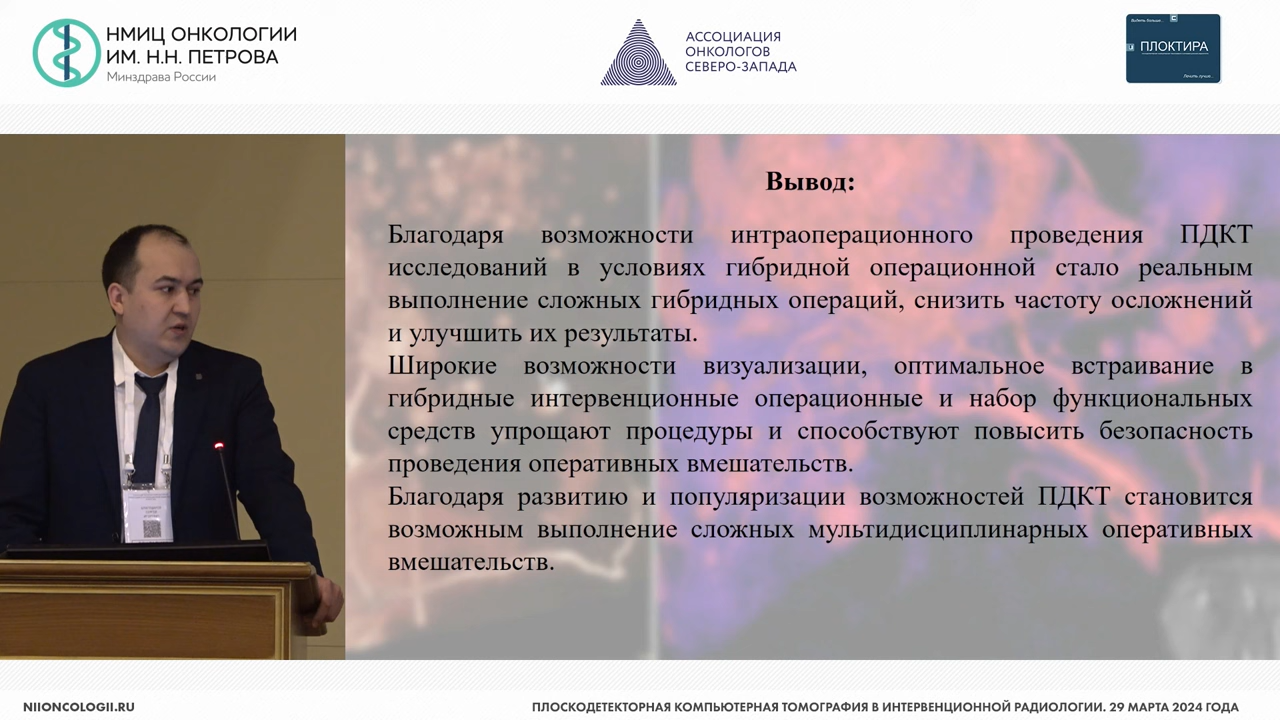 НМИЦ ОНКОЛОГИИ
ИМ. Н.Н. ПЕТРОВА
Минздрава России
АССОЦИАЦИЯ
ОНКОЛОГОВ
СЕВЕРО-ЗАПАДА
ПЛОКТИРА
Вывод:
Благодаря возможности интраоперационного проведения ПДКТ
исследований в условиях гибридной операционной стало реальным
выполнение сложных гибридных операций, снизить частоту осложнений
и улучшить их результаты.
Широкие возможности визуализации, оптимальное встраивание в
гибридные интервенционные операционные и набор функциональных
средств упрощают процедуры и способствуют повысить безопасность
проведения оперативных вмешательств.
Благодаря развитию и популяризации возможностей ПДКТ становится
возможным выполнение сложных мультидисциплинарных оперативных
вмешательств.
NIIONCOLOGII.RU
ПЛОСКОДЕТЕКТОРНАЯ КОМПЬЮТЕРНАЯ ТОМОГРАФИЯ В ИНТЕРВЕНЦИОННОЙ РАДИОЛОГИИ. 29 МАРТА 2024 ГОДА